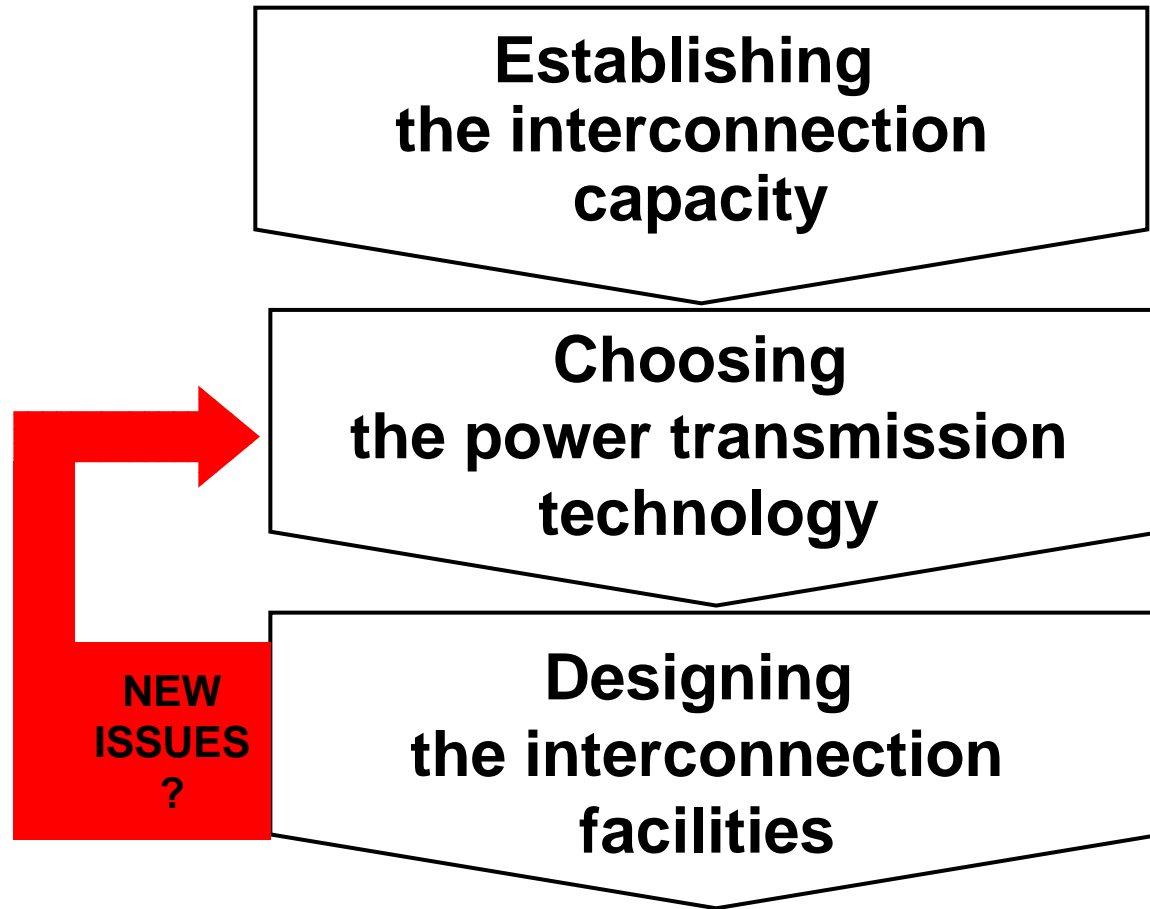 Establishing
the interconnection
capacity
Choosing
the power transmission
technology
NEW
ISSUES
?
Designing
the interconnection
facilities